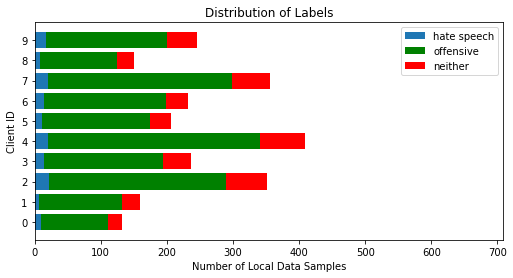 Distribution of Labels
hate speech
offensive
neither
Client ID
9
8
7
6
5
4
3
2
1
0
0 100 200 300 400 500 600 700
Number of Local Data Samples